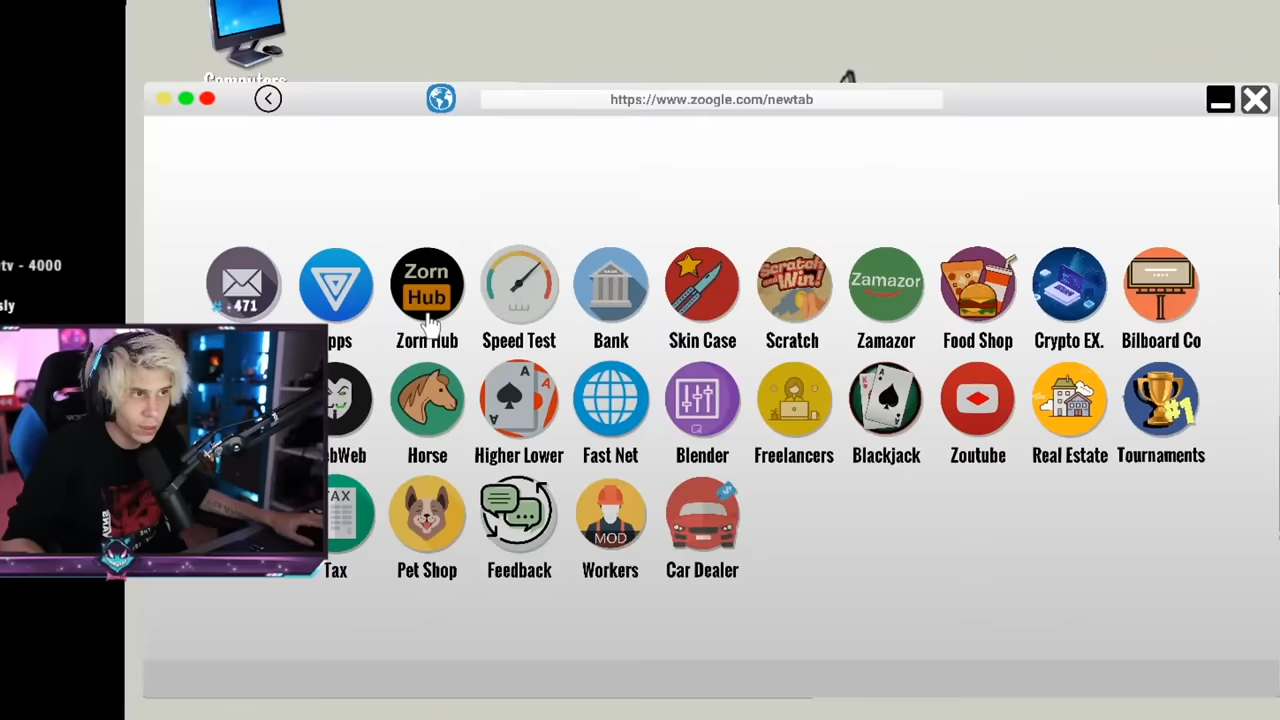 Computers
https://www.zoogle.com/newtab
tv - 4000
sly
471
Zorn
Hub
Scratch
and Win!
Zamazor
pps
Zorn Hub
Speed Test
Bank
Skin Case
Scratch
Zamazor
Food Shop
Crypto EX.
Bilboard Co
A
A
K
A
#1
bWeb
Horse
Higher Lower
Fast Net
Blender
Freelancers
Blackjack
Zoutube
Real Estate
Tournaments
TAX
MOD
Tax
Pet Shop
Feedback
Workers
Car Dealer